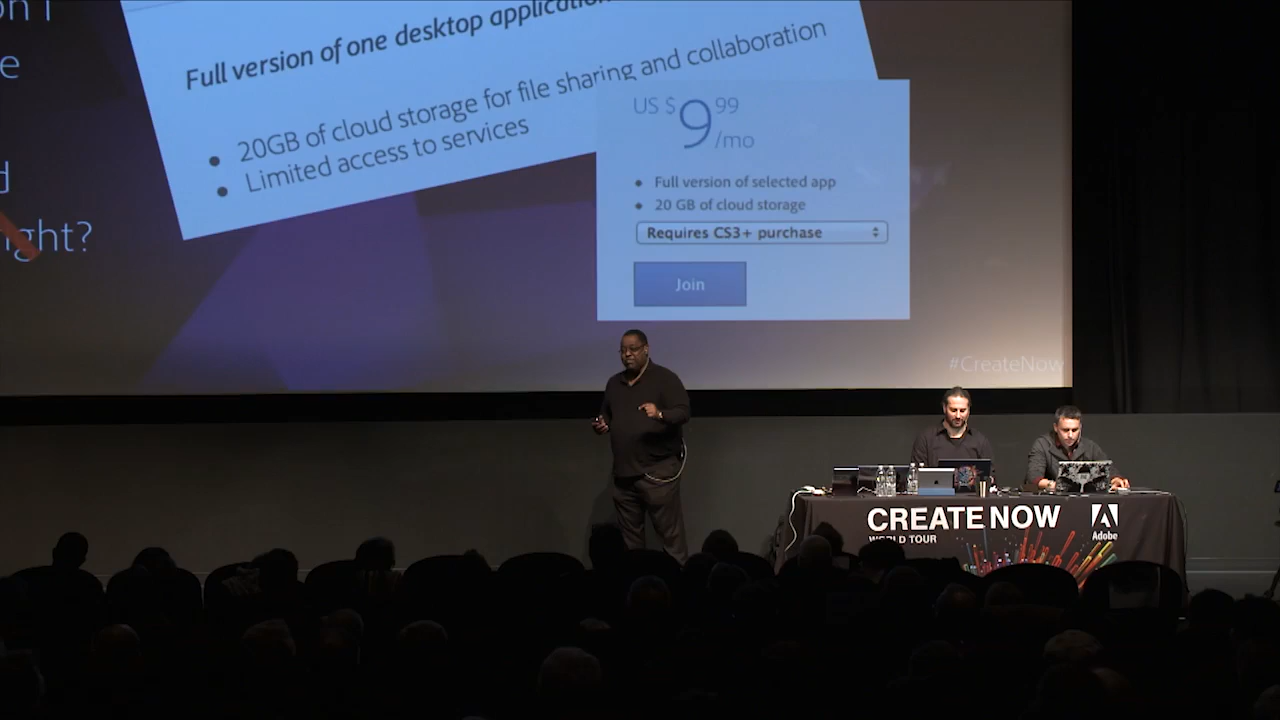 Full version of one desktop application
• 20GB of cloud storage for file sharing and collaboration
• Limited access to services
US $9 99 /mo
• Full version of selected app
• 20 GB of cloud storage
Requires CS3+ purchase
Join
#CreateNow
CREATE NOW
WORLD TOUR
Adobe